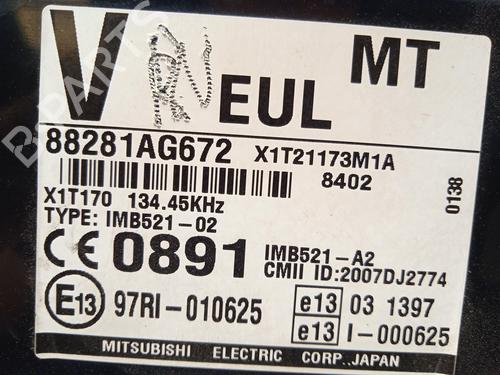 V EUL MT
88281AG672 X1T21173M1A
8402
0138
X1T170 134.45KHz
TYPE: IMB521-02
CE 0891 IMB521-A2
CMII ID:2007DJ2774
E13 97RI-010625 e13 03 1397
e13 I-000625
MITSUBISHI ELECTRIC CORP.JAPAN
B-PARTS